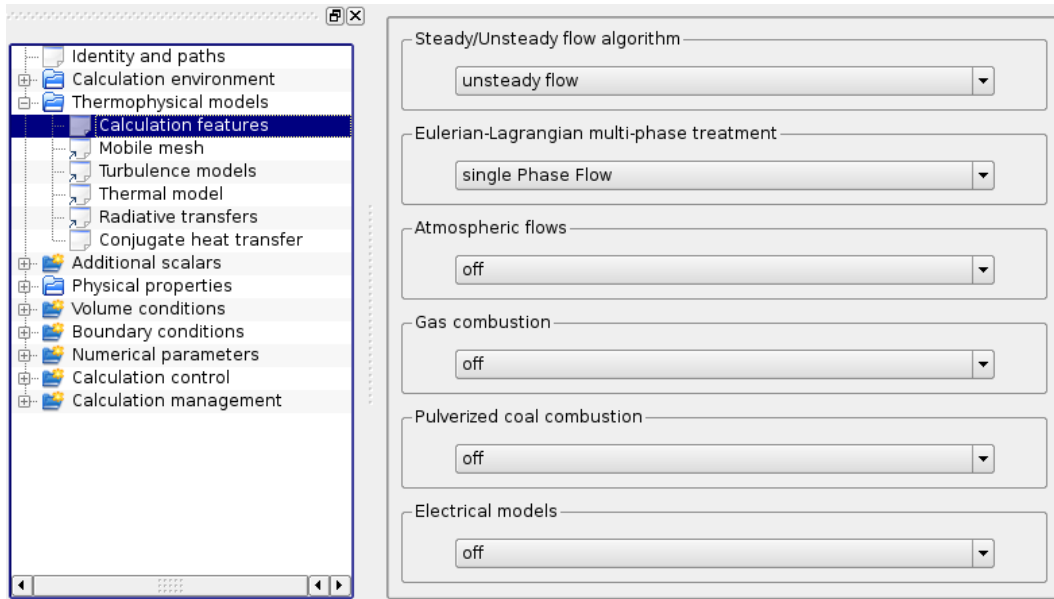 Identity and paths
Calculation environment
Thermophysical models
Calculation features
Mobile mesh
Turbulence models
Thermal model
Radiative transfers
Conjugate heat transfer
Additional scalars
Physical properties
Volume conditions
Boundary conditions
Numerical parameters
Calculation control
Calculation management
Steady/Unsteady flow algorithm
unsteady flow
Eulerian-Lagrangian multi-phase treatment
single Phase Flow
Atmospheric flows
off
Gas combustion
off
Pulverized coal combustion
off
Electrical models
off